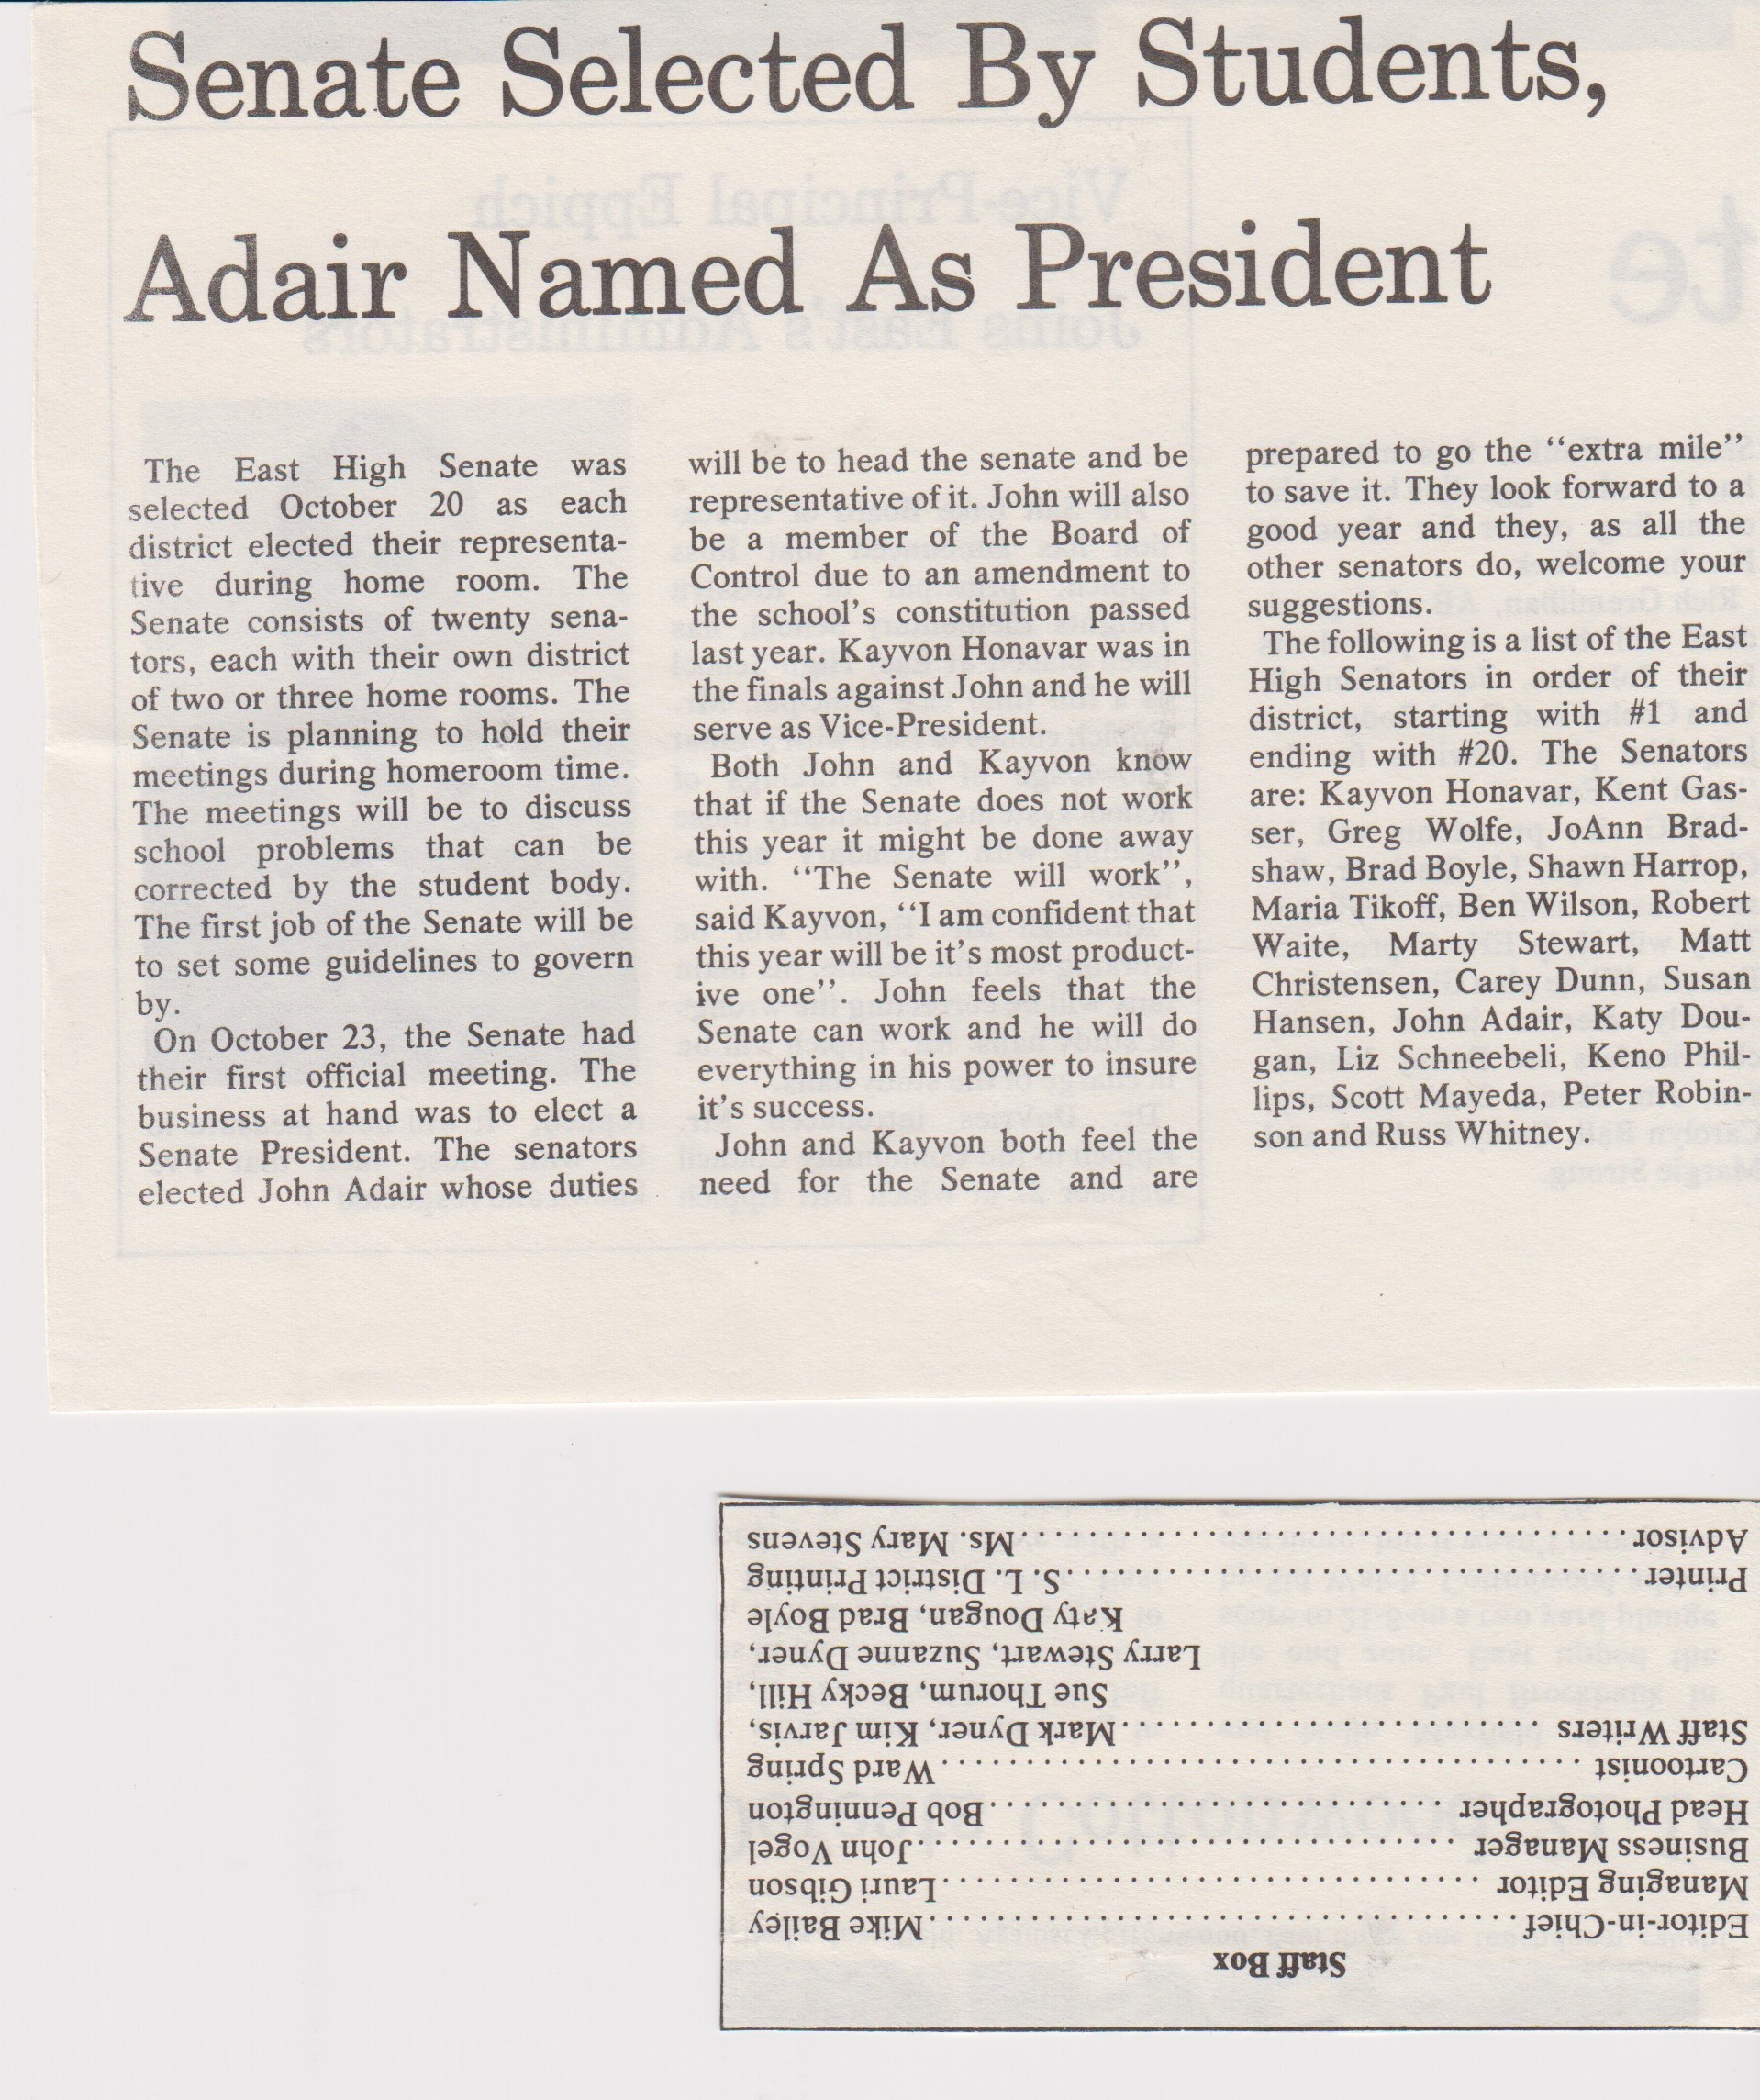 Senate Selected By Students,
Adair Named As President
The East High Senate was
selected October 20 as each
district elected their representa-
tive during home room. The
Senate consists of twenty sena-
tors, each with their own district
of two or three home rooms. The
Senate is planning to hold their
meetings during homeroom time.
The meetings will be to discuss
school problems that can be
corrected by the student body.
The first job of the Senate will be
to set some guidelines to govern
by.
On October 23, the Senate had
their first official meeting. The
business at hand was to elect a
Senate President. The senators
elected John Adair whose duties
will be to head the senate and be
representative of it. John will also
be a member of the Board of
Control due to an amendment to
the school's constitution passed
last year. Kayvon Honavar was in
the finals against John and he will
serve as Vice-President.
Both John and Kayvon know
that if the Senate does not work
this year it might be done away
with. ‘‘The Senate will work’’,
said Kayvon, ‘‘I am confident that
this year will be it's most product-
ive one’’. John feels that the
Senate can work and he will do
everything in his power to insure
it's success.
John and Kayvon both feel the
need for the Senate and are
prepared to go the ‘‘extra mile’’
to save it. They look forward to a
good year and they, as all the
other senators do, welcome your
suggestions.
The following is a list of the East
High Senators in order of their
district, starting with #1 and
ending with #20. The Senators
are: Kayvon Honavar, Kent Gas-
ser, Greg Wolfe, JoAnn Brad-
shaw, Brad Boyle, Shawn Harrop,
Maria Tikoff, Ben Wilson, Robert
Waite, Marty Stewart, Matt
Christensen, Carey Dunn, Susan
Hansen, John Adair, Katy Dou-
gan, Liz Schneebeli, Keno Phil-
lips, Scott Mayeda, Peter Robin-
son and Russ Whitney.
Vice-Principal Eppich
Joins East's Administrators
Staff Box
Editor-in-Chief.......................................Mike Bailey
Managing Editor ....................................Lauri Gibson
Business Manager ....................................John Vogel
Head Photographer ...............................Bob Pennington
Cartoonist ...........................................Ward Spring
Staff Writers ............................Mark Dyner, Kim Jarvis,
Sue Thorum, Becky Hill,
Larry Stewart, Suzanne Dyner,
Katy Dougan, Brad Boyle
Printer......................................S. L. District Printing
Advisor........................................Ms. Mary Stevens